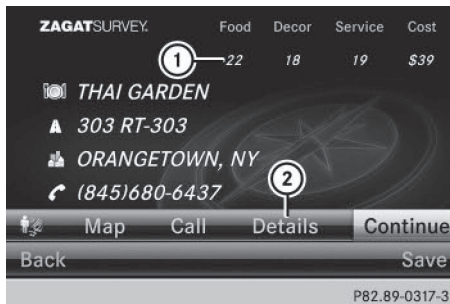 ZAGATSURVEY. Food Decor Service Cost
1 22 18 19 $39
THAI GARDEN
A 303 RT-303
ORANGETOWN, NY
(845)680-6437
2
Map Call Details Continue
Back Save
P82.89-0317-3